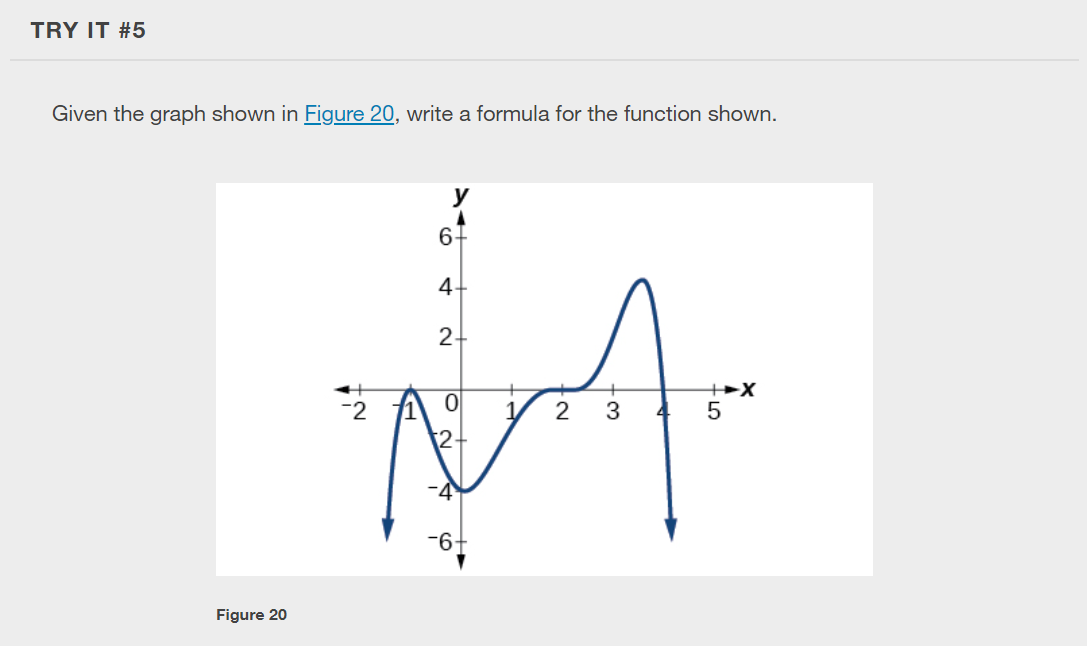 TRY IT #5
Given the graph shown in Figure 20, write a formula for the function shown.
y
6
4
2
-2 -1 0 1 2 3 4 5 x
-2
-4
-6
Figure 20